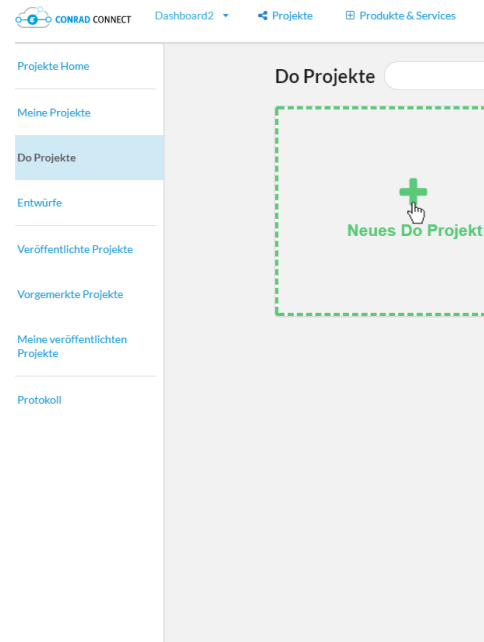 CONRAD CONNECT Dashboard2 Projekte Produkte & Services
Projekte Home
Meine Projekte
Do Projekte
Entwürfe
Veröffentlichte Projekte
Vorgemerkte Projekte
Meine veröffentlichten
Projekte
Protokoll
Do Projekte
Neues Do Projekt